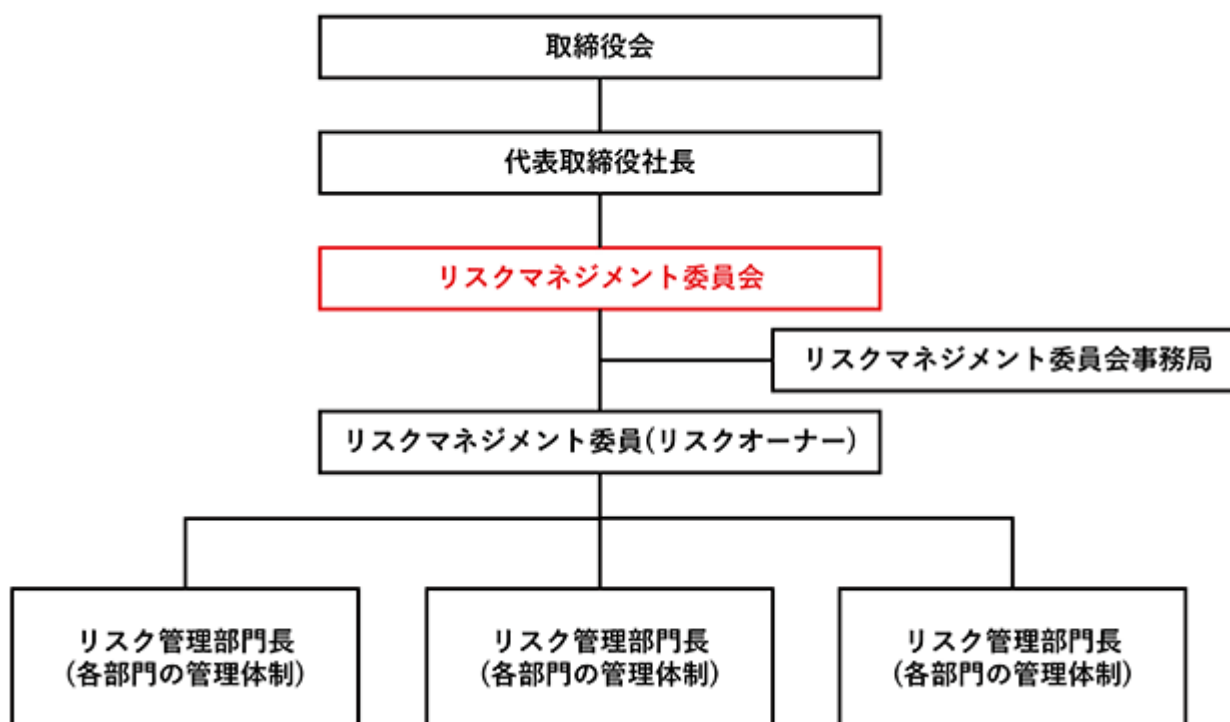 取締役会
代表取締役社長
リスクマネジメント委員会
リスクマネジメント委員会事務局
リスクマネジメント委員(リスクオーナー)
リスク管理部門長
(各部門の管理体制)
リスク管理部門長
(各部門の管理体制)
リスク管理部門長
(各部門の管理体制)